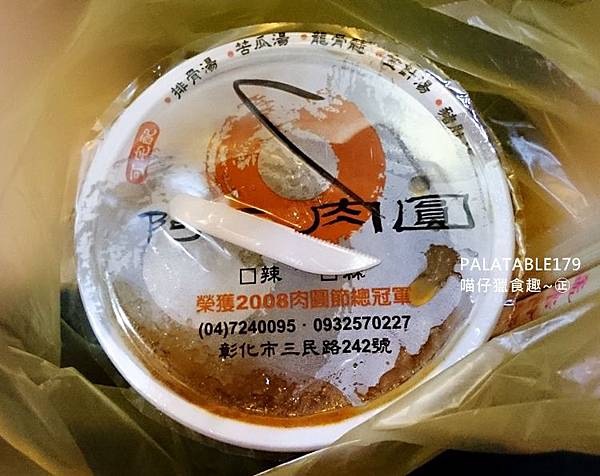 排骨湯 苦瓜湯 龍骨髓
肉圓
辣
榮獲2008肉圓節總冠軍
(04)7240095 · 0932570227
彰化市三民路242號
PALATABLE179
喵仔獵食趣~㊣